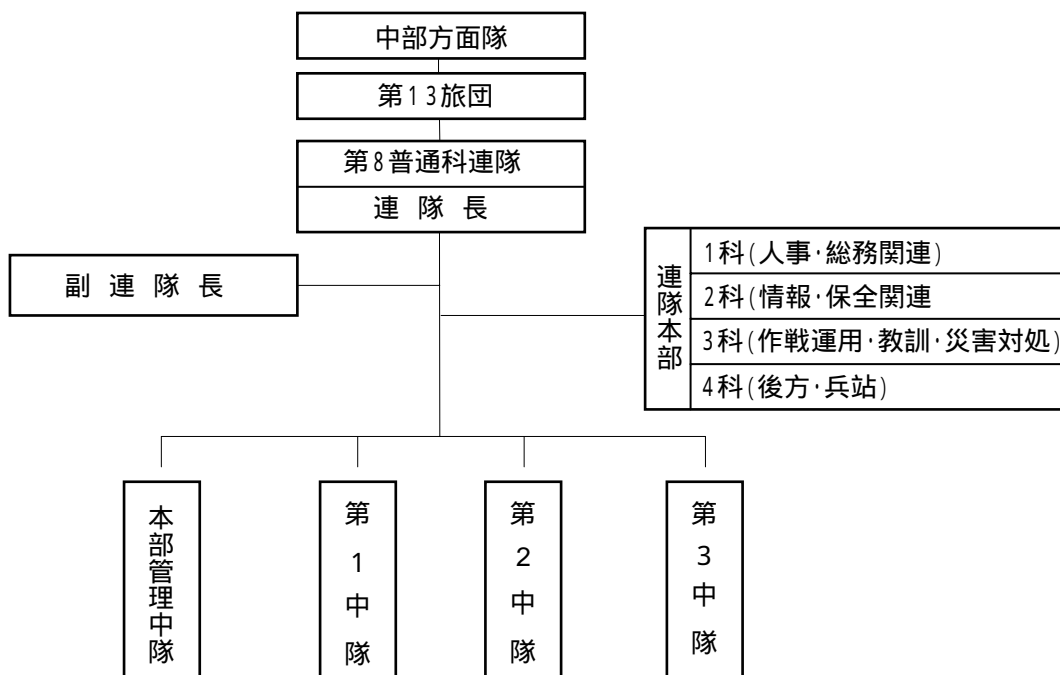 中部方面隊
第13旅団
第8普通科連隊
連隊長
副連隊長
連隊本部
1科(人事･総務関連)
2科(情報･保全関連
3科(作戦運用･教訓･災害対処)
4科(後方･兵站)
本部管理中隊
第1中隊
第2中隊
第3中隊